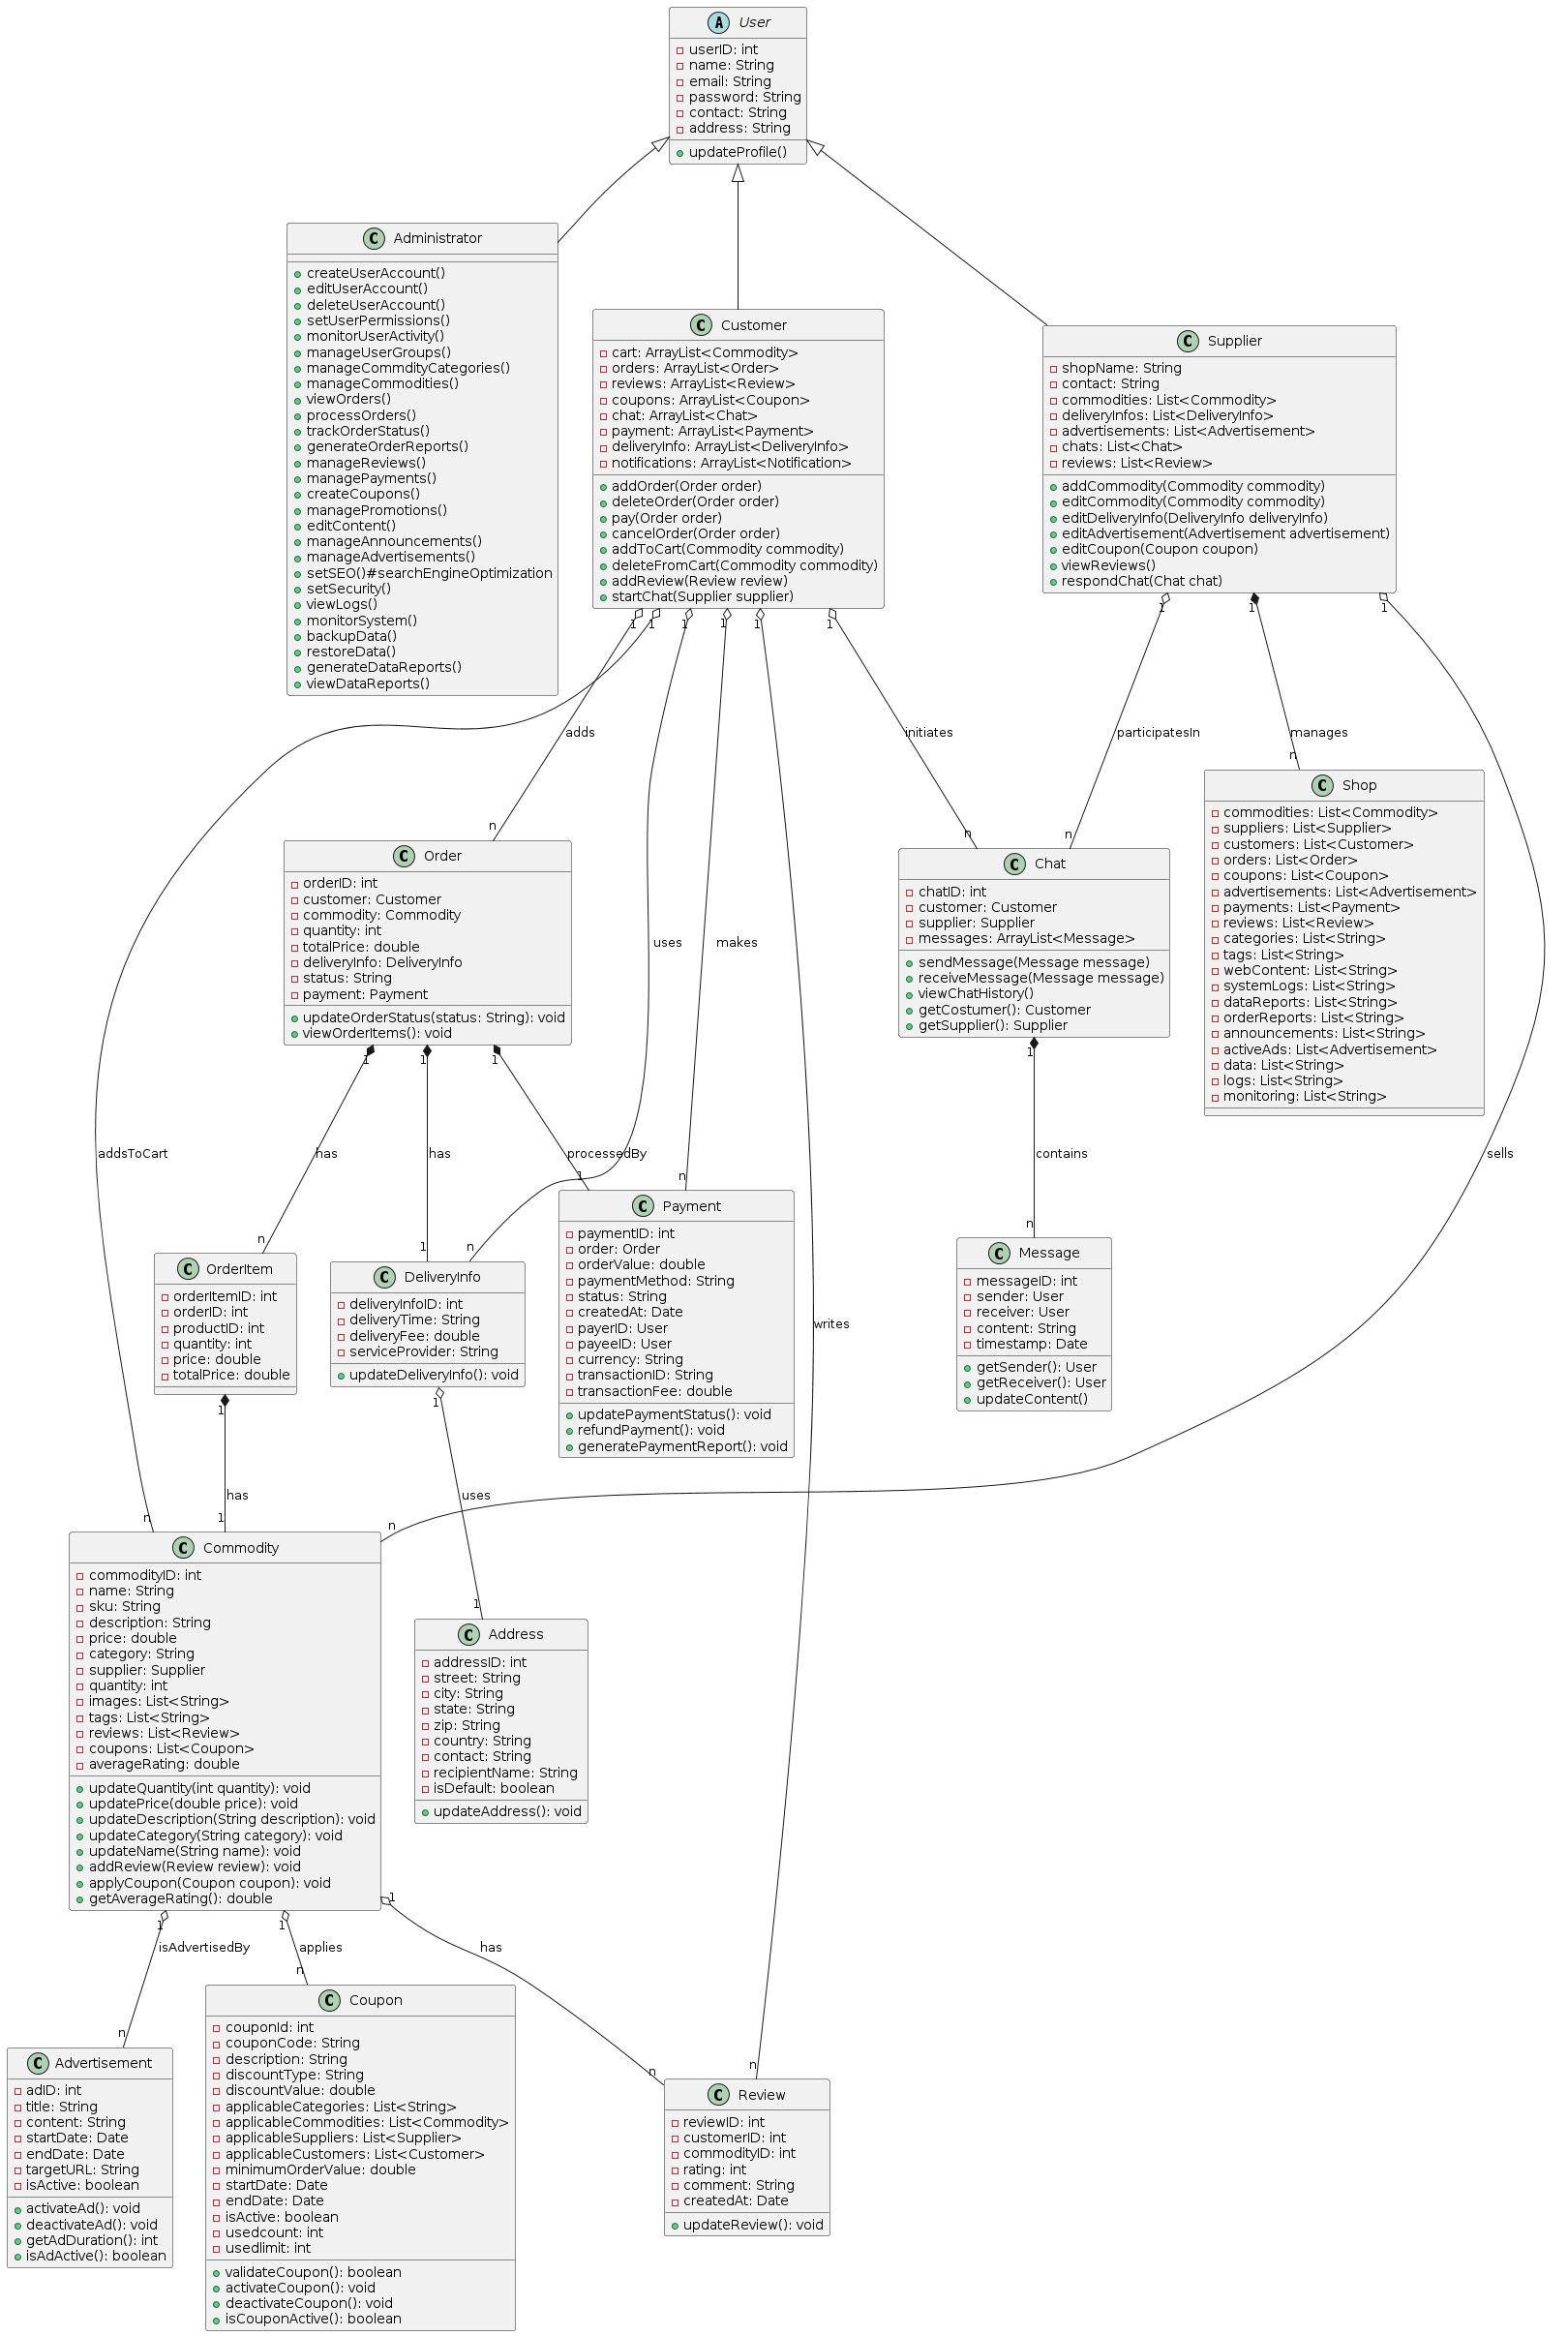 A User
userID: int
name: String
email: String
password: String
contact: String
address: String
updateProfile()
C Administrator
createUserAccount()
editUserAccount()
deleteUserAccount()
setUserPermissions()
monitorUserActivity()
manageUserGroups()
manageCommdityCategories()
manageCommodities()
viewOrders()
processOrders()
trackOrderStatus()
generateOrderReports()
manageReviews()
managePayments()
createCoupons()
managePromotions()
editContent()
manageAnnouncements()
manageAdvertisements()
setSEO()#searchEngineOptimization
setSecurity()
viewLogs()
monitorSystem()
backupData()
restoreData()
generateDataReports()
viewDataReports()
C Customer
cart: ArrayList<Commodity>
orders: ArrayList<Order>
reviews: ArrayList<Review>
coupons: ArrayList<Coupon>
chat: ArrayList<Chat>
payment: ArrayList<Payment>
deliveryInfo: ArrayList<DeliveryInfo>
notifications: ArrayList<Notification>
addOrder(Order order)
deleteOrder(Order order)
pay(Order order)
cancelOrder(Order order)
addToCart(Commodity commodity)
deleteFromCart(Commodity commodity)
addReview(Review review)
startChat(Supplier supplier)
C Supplier
shopName: String
contact: String
commodities: List<Commodity>
deliveryInfos: List<DeliveryInfo>
advertisements: List<Advertisement>
chats: List<Chat>
reviews: List<Review>
addCommodity(Commodity commodity)
editCommodity(Commodity commodity)
editDeliveryInfo(DeliveryInfo deliveryInfo)
editAdvertisement(Advertisement advertisement)
editCoupon(Coupon coupon)
viewReviews()
respondChat(Chat chat)
1 1 1 1 1 1 1 1 1
adds
initiates
participatesIn
manages
uses
makes
n
n
n
n
C Order
orderID: int
customer: Customer
commodity: Commodity
quantity: int
totalPrice: double
deliveryInfo: DeliveryInfo
status: String
payment: Payment
updateOrderStatus(status: String): void
viewOrderItems(): void
C Chat
chatID: int
customer: Customer
supplier: Supplier
messages: ArrayList<Message>
sendMessage(Message message)
receiveMessage(Message message)
viewChatHistory()
getCostumer(): Customer
getSupplier(): Supplier
C Shop
commodities: List<Commodity>
suppliers: List<Supplier>
customers: List<Customer>
orders: List<Order>
coupons: List<Coupon>
advertisements: List<Advertisement>
payments: List<Payment>
reviews: List<Review>
categories: List<String>
tags: List<String>
webContent: List<String>
systemLogs: List<String>
dataReports: List<String>
orderReports: List<String>
announcements: List<String>
activeAds: List<Advertisement>
data: List<String>
logs: List<String>
monitoring: List<String>
1 1 1 1
addsToCart
has
has
processedBy
contains
sells
n
1
n
1
n
n
C OrderItem
orderItemID: int
orderID: int
productID: int
quantity: int
price: double
totalPrice: double
C DeliveryInfo
deliveryInfoID: int
deliveryTime: String
deliveryFee: double
serviceProvider: String
updateDeliveryInfo(): void
C Payment
paymentID: int
order: Order
orderValue: double
paymentMethod: String
status: String
createdAt: Date
payerID: User
payeeID: User
currency: String
transactionID: String
transactionFee: double
updatePaymentStatus(): void
refundPayment(): void
generatePaymentReport(): void
writes
C Message
messageID: int
sender: User
receiver: User
content: String
timestamp: Date
getSender(): User
getReceiver(): User
updateContent()
1
1
has
uses
n
1
n
1
C Commodity
commodityID: int
name: String
sku: String
description: String
price: double
category: String
supplier: Supplier
quantity: int
images: List<String>
tags: List<String>
reviews: List<Review>
coupons: List<Coupon>
averageRating: double
updateQuantity(int quantity): void
updatePrice(double price): void
updateDescription(String description): void
updateCategory(String category): void
updateName(String name): void
addReview(Review review): void
applyCoupon(Coupon coupon): void
getAverageRating(): double
C Address
addressID: int
street: String
city: String
state: String
zip: String
country: String
contact: String
recipientName: String
isDefault: boolean
updateAddress(): void
1
1
1
isAdvertisedBy
applies
has
n
n
n
n
C Advertisement
adID: int
title: String
content: String
startDate: Date
endDate: Date
targetURL: String
isActive: boolean
activateAd(): void
deactivateAd(): void
getAdDuration(): int
isAdActive(): boolean
C Coupon
couponId: int
couponCode: String
description: String
discountType: String
discountValue: double
applicableCategories: List<String>
applicableCommodities: List<Commodity>
applicableSuppliers: List<Supplier>
applicableCustomers: List<Customer>
minimumOrderValue: double
startDate: Date
endDate: Date
isActive: boolean
usedcount: int
usedlimit: int
validateCoupon(): boolean
activateCoupon(): void
deactivateCoupon(): void
isCouponActive(): boolean
C Review
reviewID: int
customerID: int
commodityID: int
rating: int
comment: String
createdAt: Date
updateReview(): void